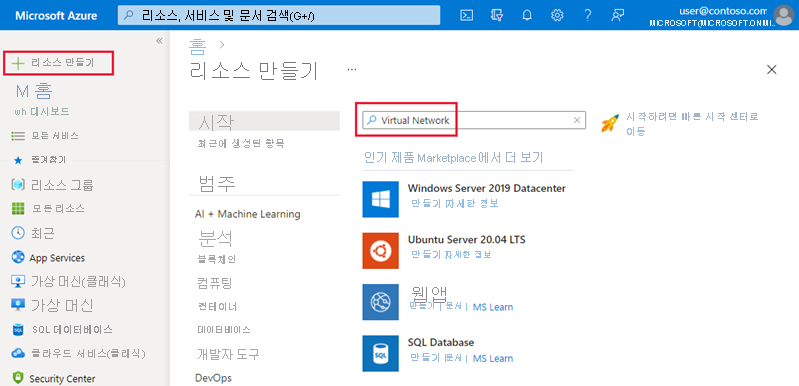 Microsoft Azure
리소스, 서비스 및 문서 검색(G+/)
user@contoso.com
MICROSOFT(MICROSOFT.ONMI...
리소스 만들기
M 홈
wh 대시보드
모든 서비스
즐겨찾기
리소스 그룹
모든 리소스
최근
App Services
가상 머신(클래식)
가상 머신
SQL 데이터베이스
클라우드 서비스(클래식)
Security Center
홈
리소스 만들기 ...
시작
최근에 생성된 항목
범주
AI + Machine Learning
분석
블록체인
컴퓨팅
컨테이너
데이터베이스
개발자 도구
DevOps
Virtual Network
시작하려면 빠른 시작 센터로
이동
인기 제품 Marketplace에서 더 보기
Windows Server 2019 Datacenter
만들기 |자세한 정보
Ubuntu Server 20.04 LTS
만들기 |자세한 정보
웹앱
만들기 | 문서 | MS Learn
SQL Database
만들기 |문서 | MS Learn